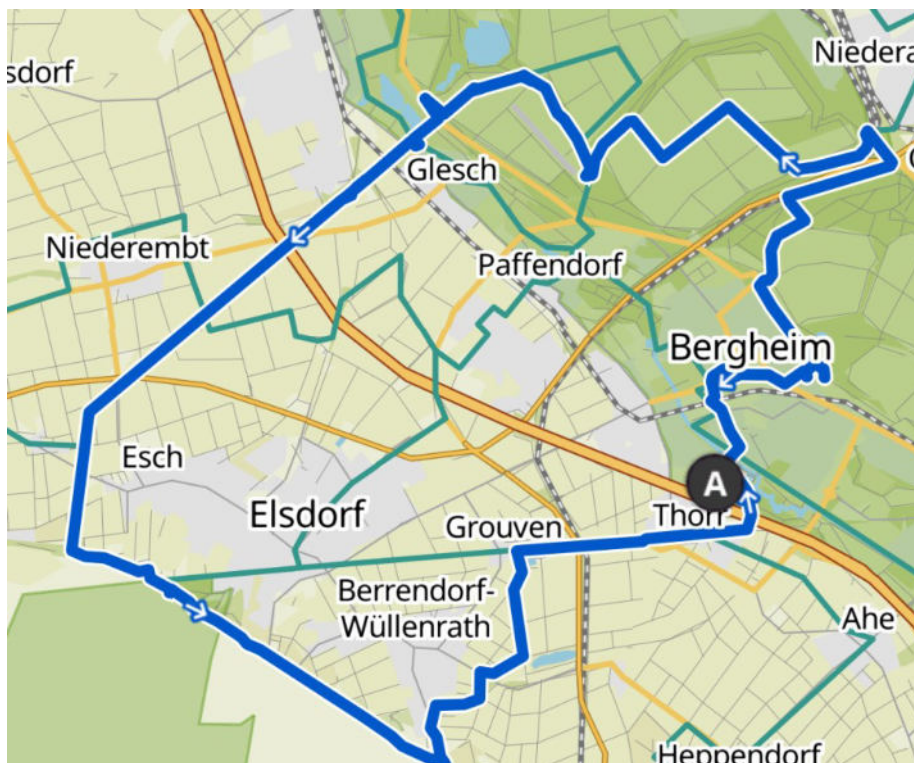 sdorf
Niedera
Glesch
Niederembt
Paffendorf
Bergheim
Esch
A
Elsdorf
Grouven
Thorr
Berrendorf-
Wüllenrath
Ahe
Heppendorf